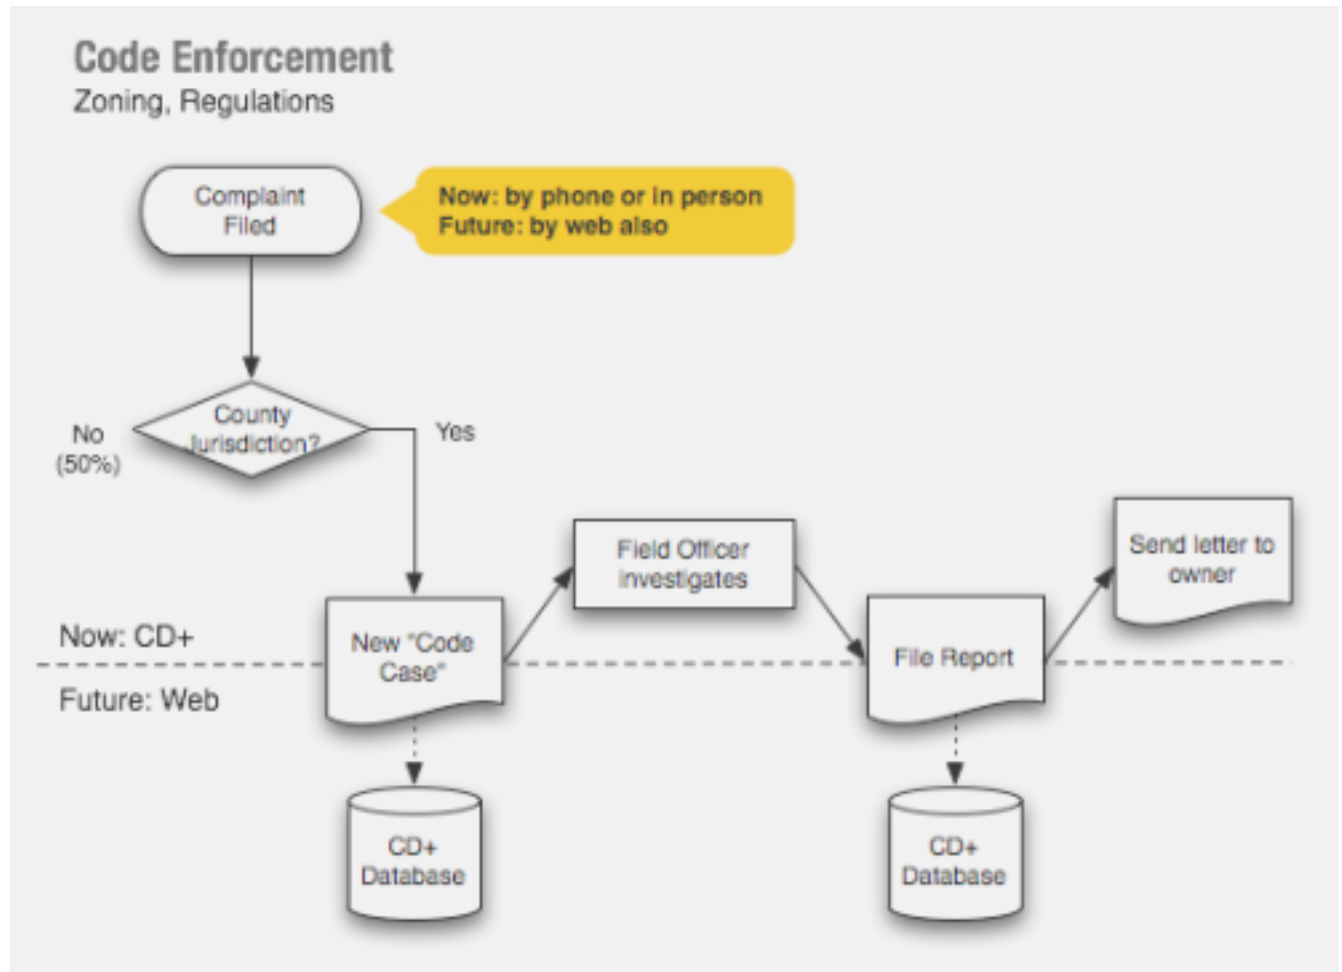 Code Enforcement
Zoning, Regulations
Complaint
Filed
Now: by phone or in person
Future: by web also
County
Jurisdiction?
No
(50%)
Yes
Field Officer
investigates
Send letter to
owner
New "Code
Case"
File Report
Now: CD+
Future: Web
CD+
Database
CD+
Database